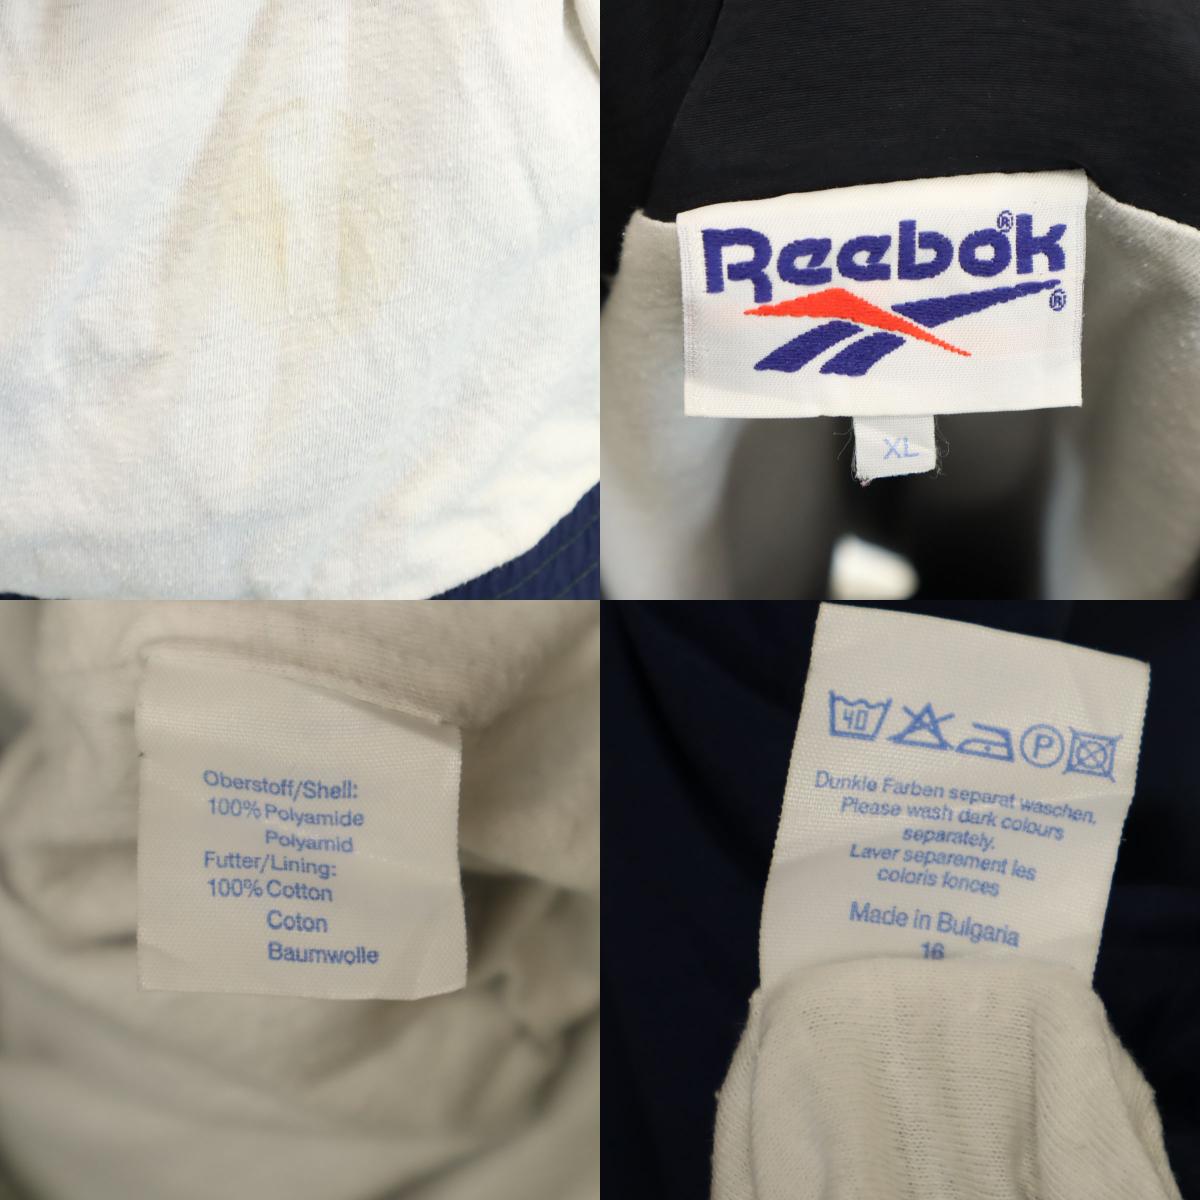 Reebok®
®
XL
Oberstoff/Shell:
100% Polyamide
Polyamid
Futter/Lining:
100% Cotton
Coton
Baumwolle
40
P
Dunkle Farben separat waschen.
Please wash dark colours
separately.
Laver separement les
coloris fonces
Made in Bulgaria
16